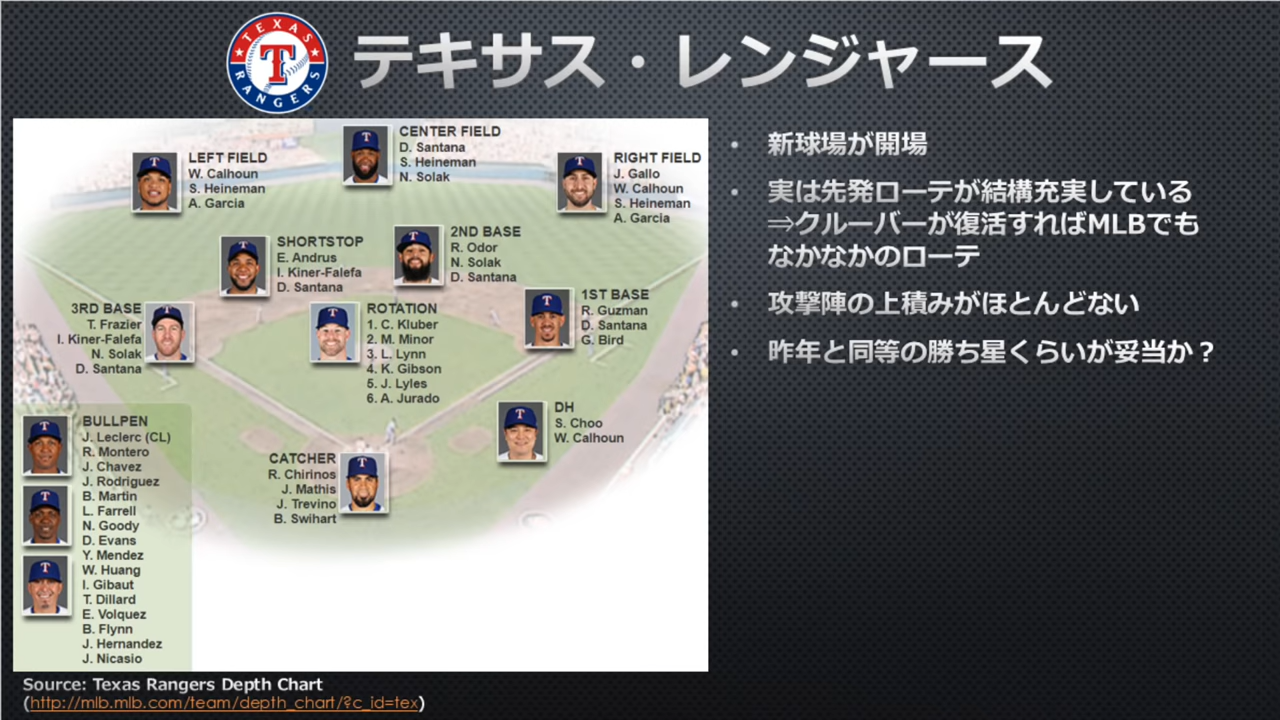 TEXAS
T
RANGERS
テキサス・レンジャース
CENTER FIELD
D. Santana
S. Heineman
N. Solak
LEFT FIELD
W. Calhoun
S. Heineman
A. Garcia
RIGHT FIELD
J. Gallo
W. Calhoun
S. Heineman
A. Garcia
SHORTSTOP
E. Andrus
I. Kiner-Falefa
D. Santana
2ND BASE
R. Odor
N. Solak
D. Santana
3RD BASE
T. Frazier
I. Kiner-Falefa
N. Solak
D. Santana
ROTATION
1. C. Kluber
2. M. Minor
3. L. Lynn
4. K. Gibson
5. J. Lyles
6. A. Jurado
1ST BASE
R. Guzman
D. Santana
G. Bird
DH
S. Choo
W. Calhoun
CATCHER
R. Chirinos
J. Mathis
J. Trevino
B. Swihart
BULLPEN
J. Leclerc (CL)
R. Montero
J. Chavez
J. Rodriguez
B. Martin
L. Farrell
N. Goody
D. Evans
Y. Mendez
W. Huang
I. Gibaut
T. Dillard
E. Volquez
B. Flynn
J. Hernandez
J. Nicasio
• 新球場が開場
• 実は先発ローテが結構充実している
⇒クルーバーが復活すればMLBでも
なかなかのローテ
• 攻撃陣の上積みがほとんどない
• 昨年と同等の勝ち星くらいが妥当か？
Source: Texas Rangers Depth Chart
(http://mlb.mlb.com/team/depth_chart/?c_id=tex)